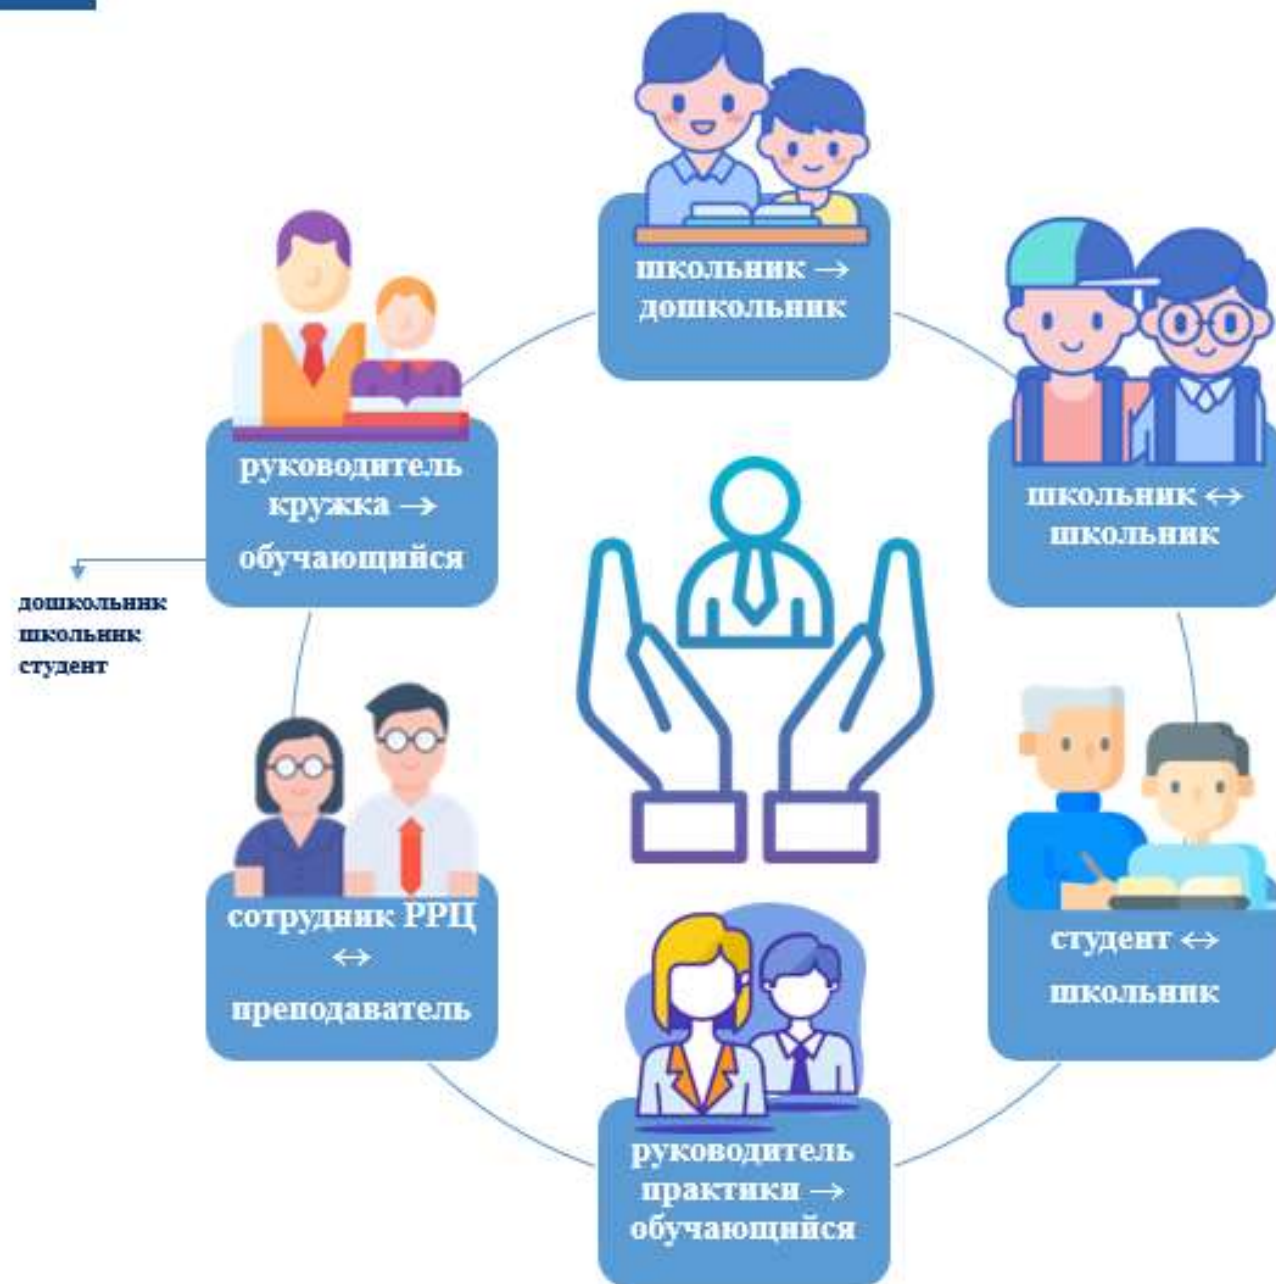 школьник →
дошкольник
школьник ↔
школьник
студент ↔
школьник
руководитель
практики →
обучающийся
сотрудник РРЦ
↔
преподаватель
руководитель
кружка →
обучающийся
дошкольник
школьник
студент